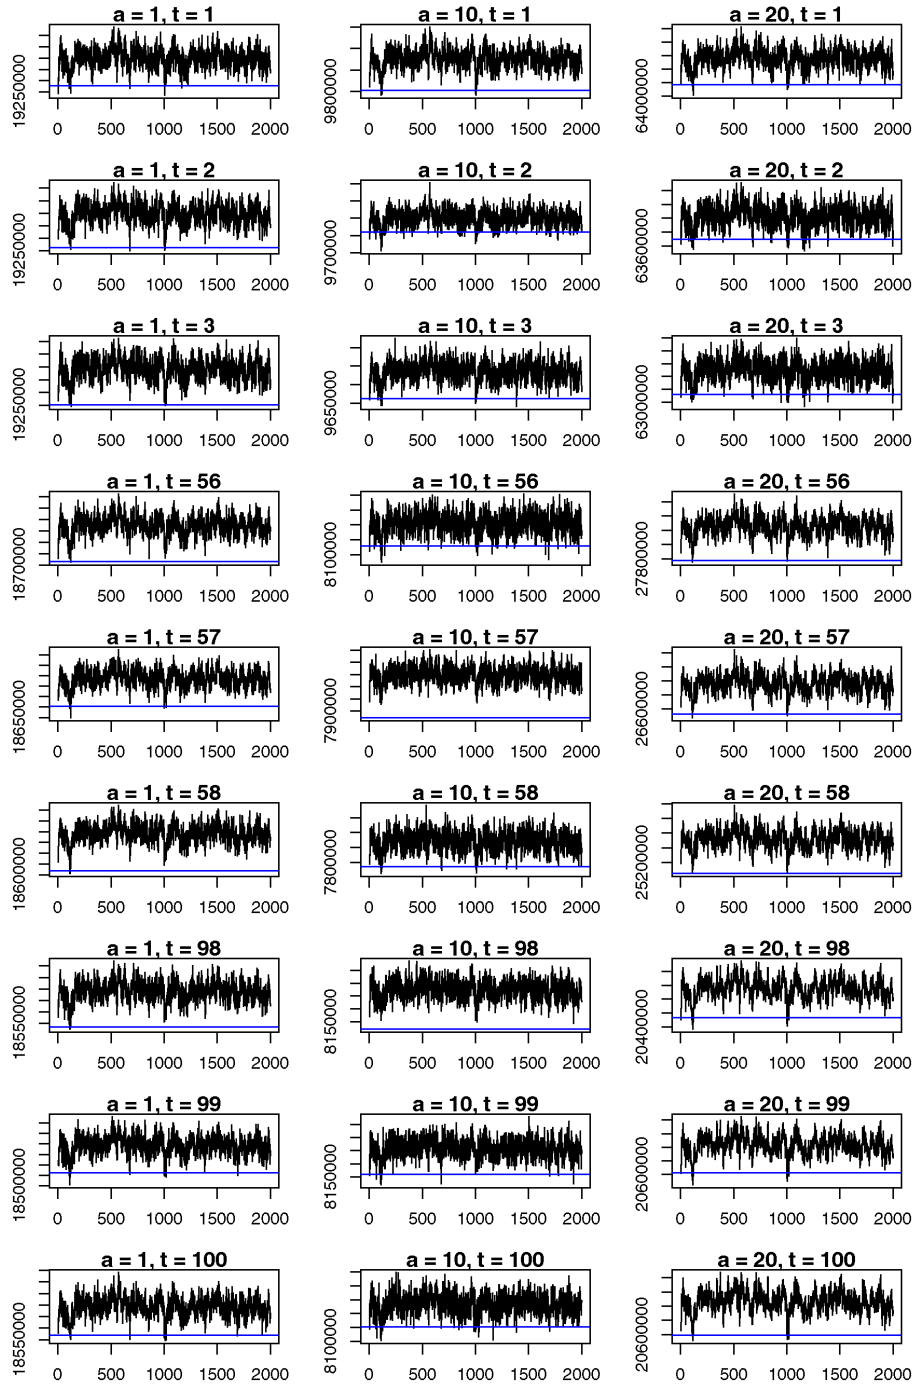 a = 1, t = 1
a = 10, t = 1
a = 20, t = 1
19250000
9800000
64000000
0 500 1000 1500 2000
0 500 1000 1500 2000
0 500 1000 1500 2000
a = 1, t = 2
a = 10, t = 2
a = 20, t = 2
19250000
9700000
63600000
0 500 1000 1500 2000
0 500 1000 1500 2000
0 500 1000 1500 2000
a = 1, t = 3
a = 10, t = 3
a = 20, t = 3
19250000
9650000
63000000
0 500 1000 1500 2000
0 500 1000 1500 2000
0 500 1000 1500 2000
a = 1, t = 56
a = 10, t = 56
a = 20, t = 56
18700000
8100000
27800000
0 500 1000 1500 2000
0 500 1000 1500 2000
0 500 1000 1500 2000
a = 1, t = 57
a = 10, t = 57
a = 20, t = 57
18650000
7900000
26600000
0 500 1000 1500 2000
0 500 1000 1500 2000
0 500 1000 1500 2000
a = 1, t = 58
a = 10, t = 58
a = 20, t = 58
18600000
7800000
25200000
0 500 1000 1500 2000
0 500 1000 1500 2000
0 500 1000 1500 2000
a = 1, t = 98
a = 10, t = 98
a = 20, t = 98
18550000
8150000
20400000
0 500 1000 1500 2000
0 500 1000 1500 2000
0 500 1000 1500 2000
a = 1, t = 99
a = 10, t = 99
a = 20, t = 99
18500000
8150000
20600000
0 500 1000 1500 2000
0 500 1000 1500 2000
0 500 1000 1500 2000
a = 1, t = 100
a = 10, t = 100
a = 20, t = 100
18550000
8100000
20600000
0 500 1000 1500 2000
0 500 1000 1500 2000
0 500 1000 1500 2000